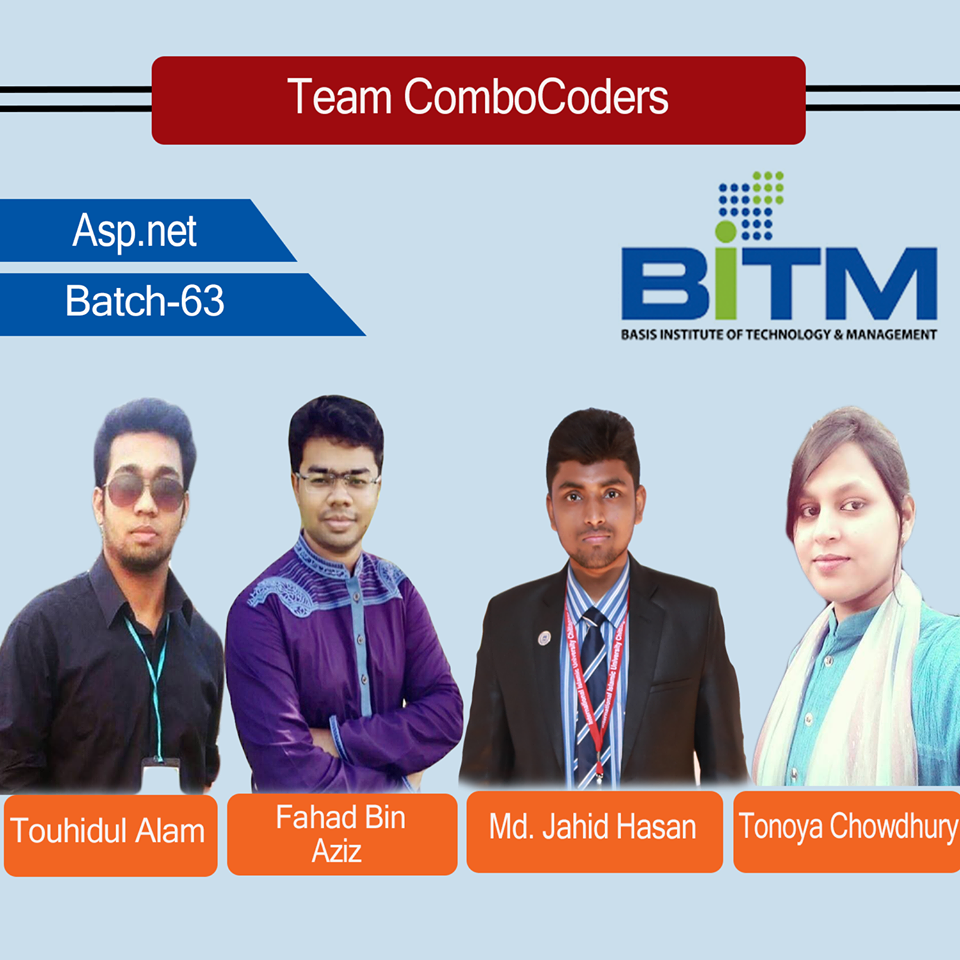 Team ComboCoders
Asp.net
Batch-63
BiTM
BASIS INSTITUTE OF TECHNOLOGY & MANAGEMENT
Touhidul Alam
Fahad Bin
Aziz
Md. Jahid Hasan
Tonoya Chowdhury